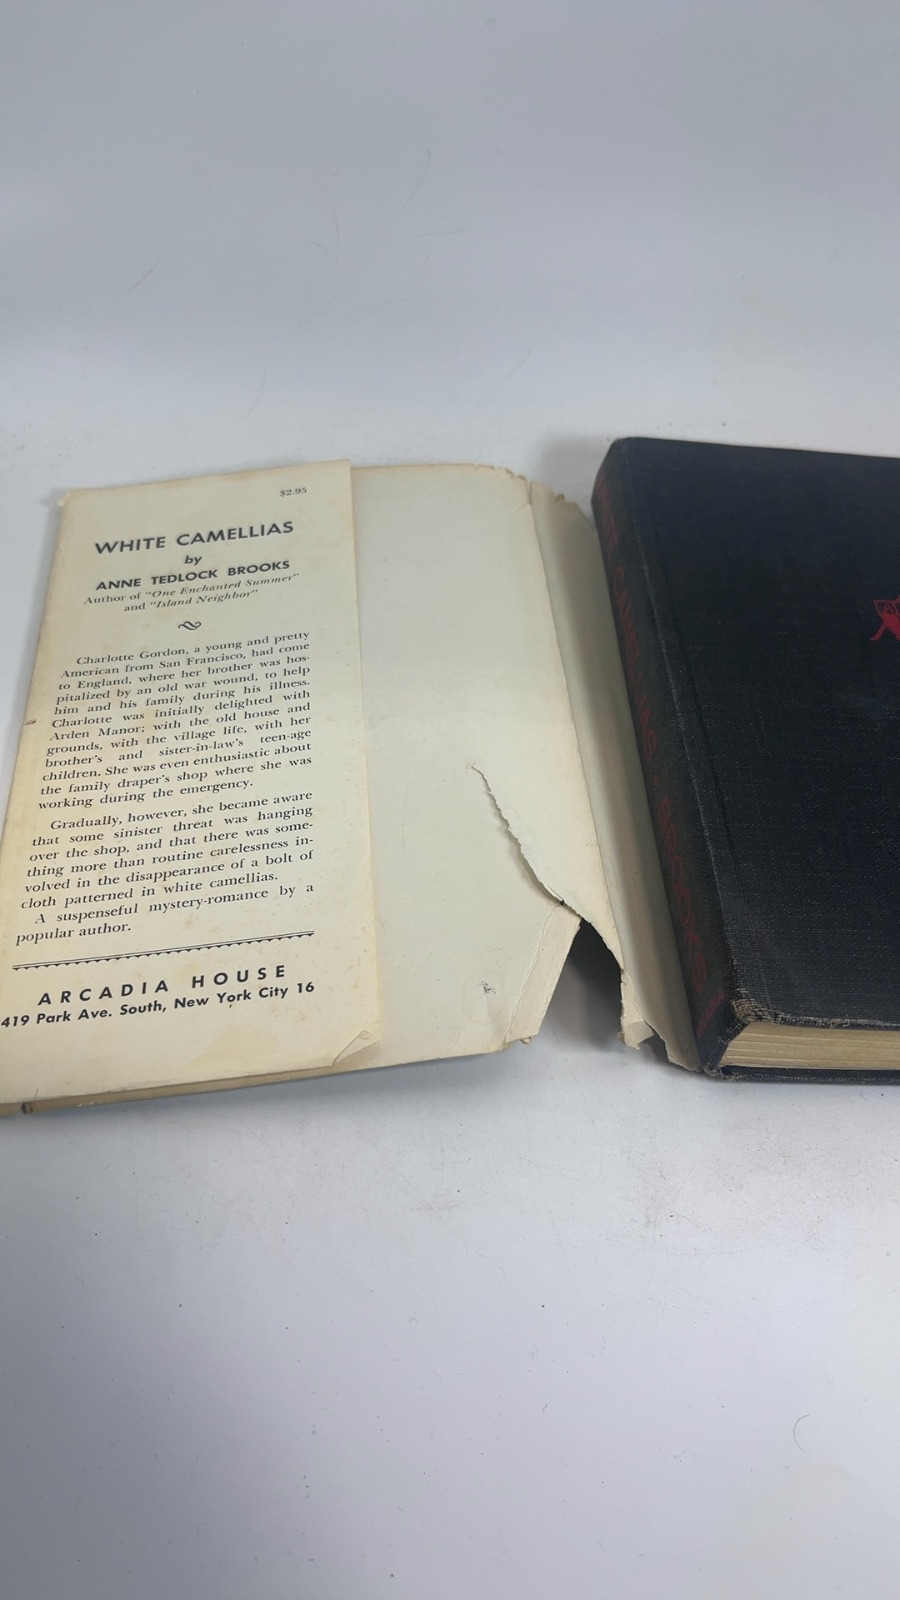 $2.95
WHITE CAMELLIAS
by
ANNE TEDLOCK BROOKS
Author of "One Enchanted Summer"
and "Island Neighbor"
Charlotte Gordon, a young and pretty
American from San Francisco, had come
to England, where her brother was hos-
pitalized by an old war wound, to help
him and his family during his illness.
Charlotte was initially delighted with
Arden Manor; with the old house and
grounds, with the village life, with her
brother's and sister-in-law's teen-age
children. She was even enthusiastic about
the family draper's shop where she was
working during the emergency.
Gradually, however, she became aware
that some sinister threat was hanging
over the shop, and that there was some-
thing more than routine carelessness in-
volved in the disappearance of a bolt of
cloth patterned in white camellias.
A suspenseful mystery-romance by a
popular author.
ARCADIA HOUSE
419 Park Ave. South, New York City 16
WHITE CAMELLIAS • BROOKS